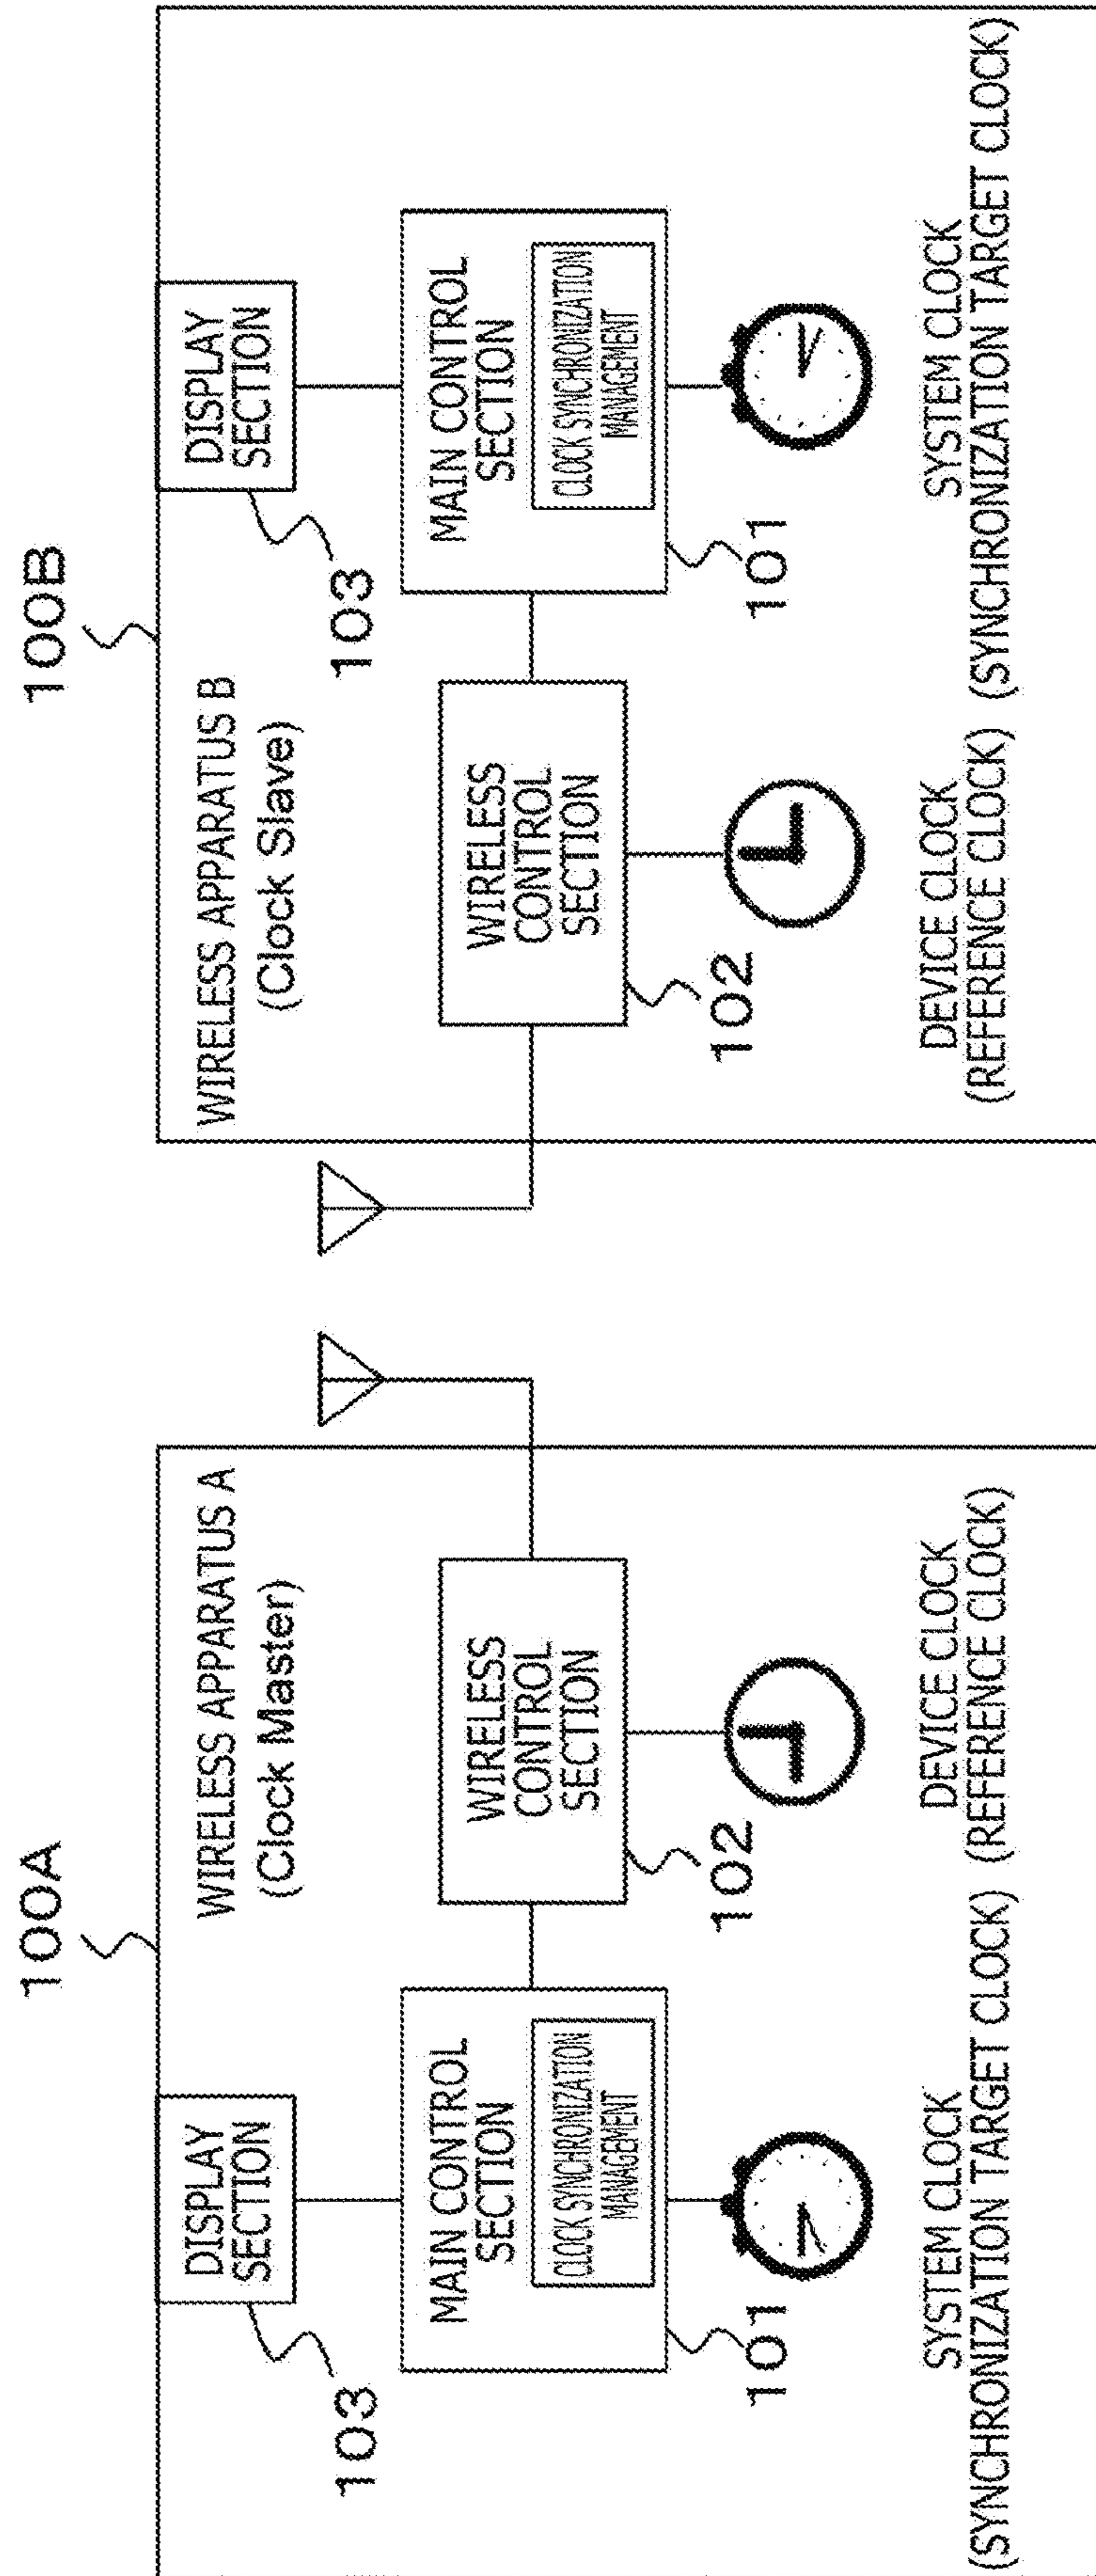 100A
WIRELESS APPARATUS A
(Clock Master)
DISPLAY
SECTION
103
MAIN CONTROL
SECTION
CLOCK SYNCHRONIZATION
MANAGEMENT
101
WIRELESS
CONTROL
SECTION
102
SYSTEM CLOCK
(SYNCHRONIZATION TARGET CLOCK)
DEVICE CLOCK
(REFERENCE CLOCK)
100B
WIRELESS APPARATUS B
(Clock Slave)
DISPLAY
SECTION
103
WIRELESS
CONTROL
SECTION
102
MAIN CONTROL
SECTION
CLOCK SYNCHRONIZATION
MANAGEMENT
101
DEVICE CLOCK
(REFERENCE CLOCK)
SYSTEM CLOCK
(SYNCHRONIZATION TARGET CLOCK)